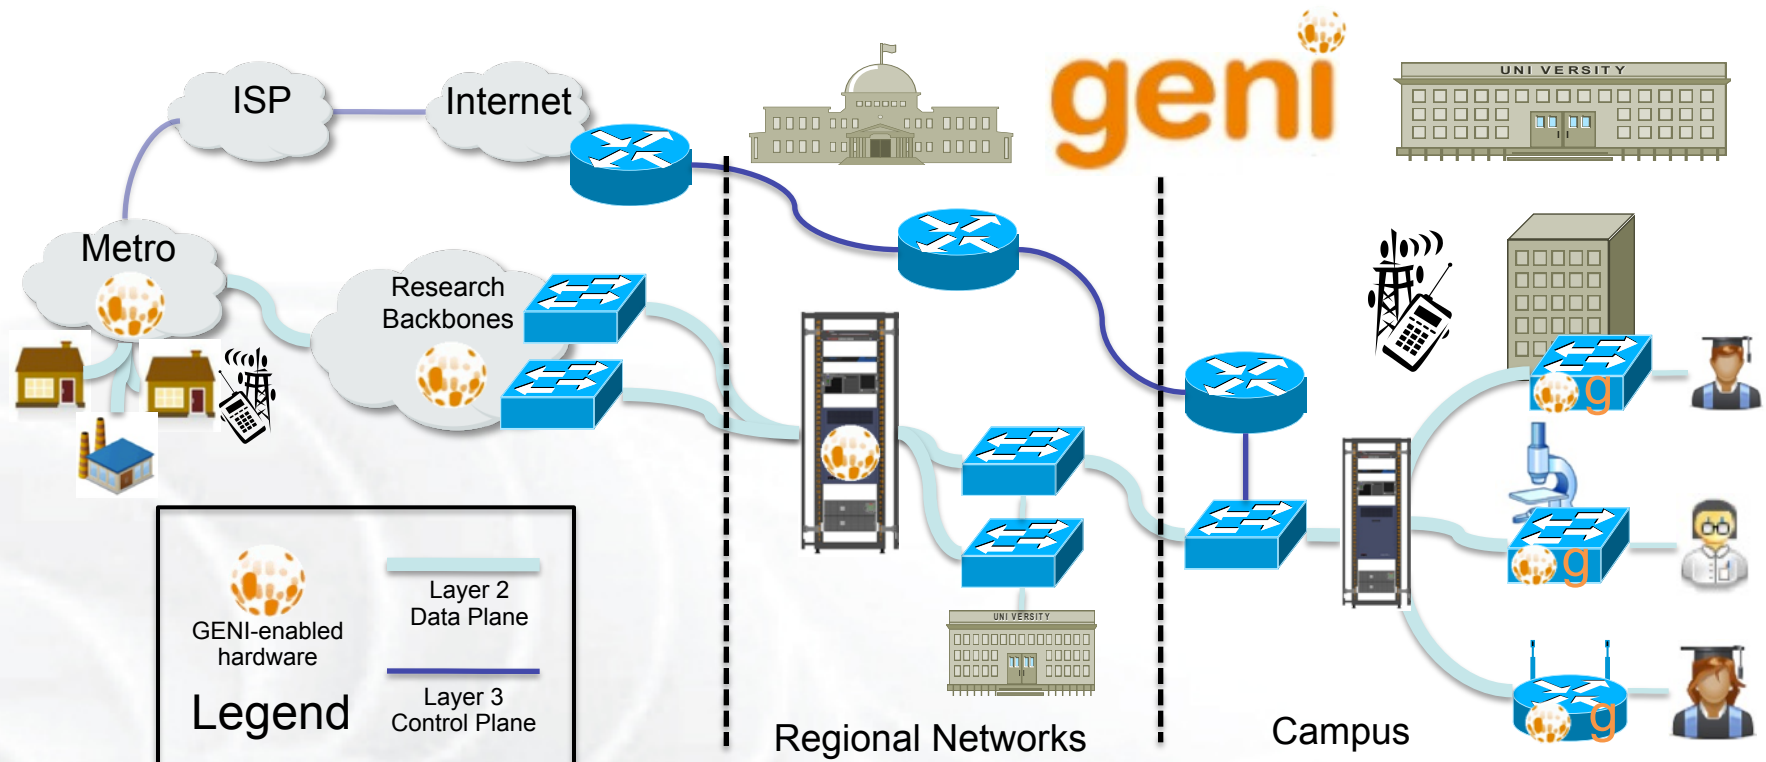 geni
UNI VERSITY
ISP
Internet
Metro
Research
Backbones
g
g
UNI VERSITY
g
GENI-enabled
hardware
Layer 2
Data Plane
Legend
Layer 3
Control Plane
Regional Networks
Campus